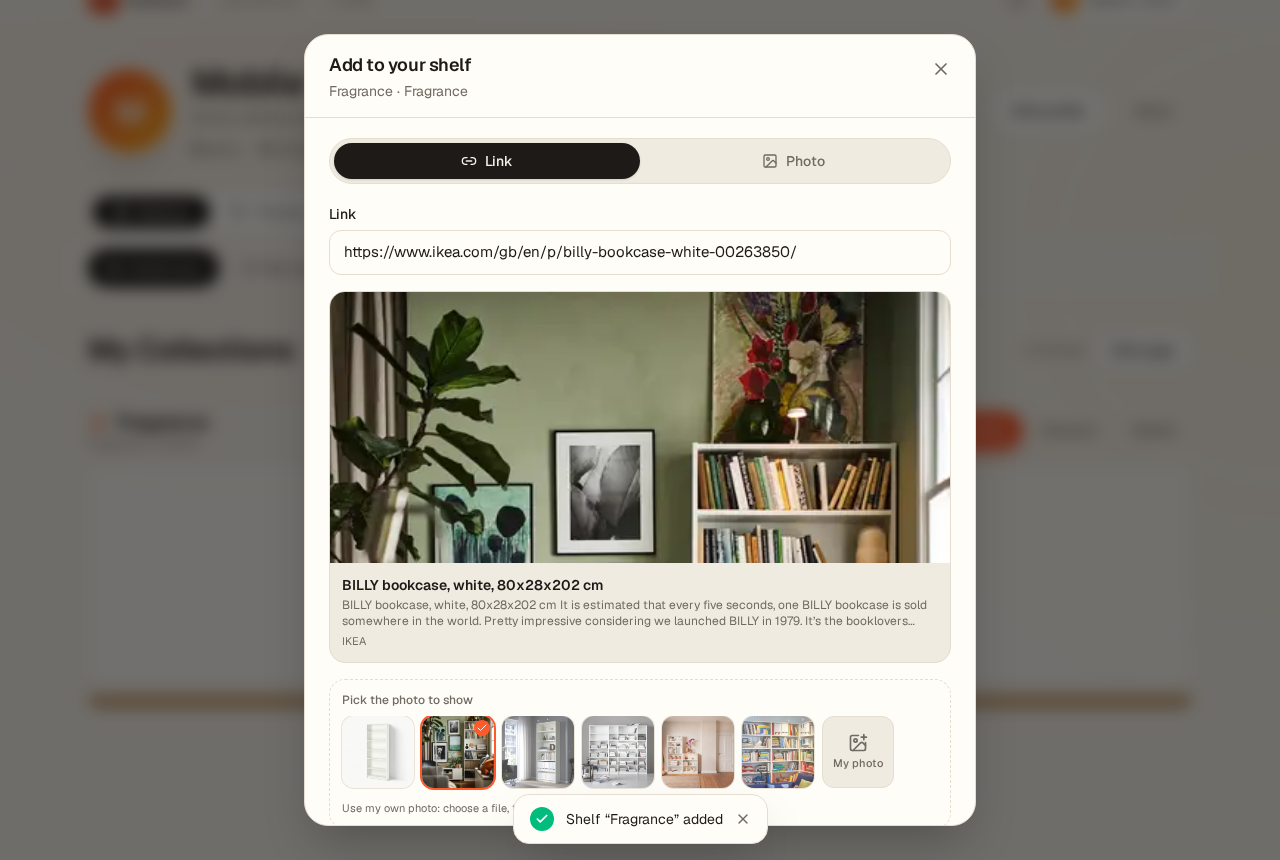 Add to your shelf
Fragrance · Fragrance
Link
Photo
Link
https://www.ikea.com/gb/en/p/billy-bookcase-white-00263850/
BILLY bookcase, white, 80x28x202 cm
BILLY bookcase, white, 80x28x202 cm It is estimated that every five seconds, one BILLY bookcase is sold
somewhere in the world. Pretty impressive considering we launched BILLY in 1979. It's the booklovers…
IKEA
Pick the photo to show
My photo
Use my own photo: choose a file,
Shelf “Fragrance” added
My Collections
Fragrance